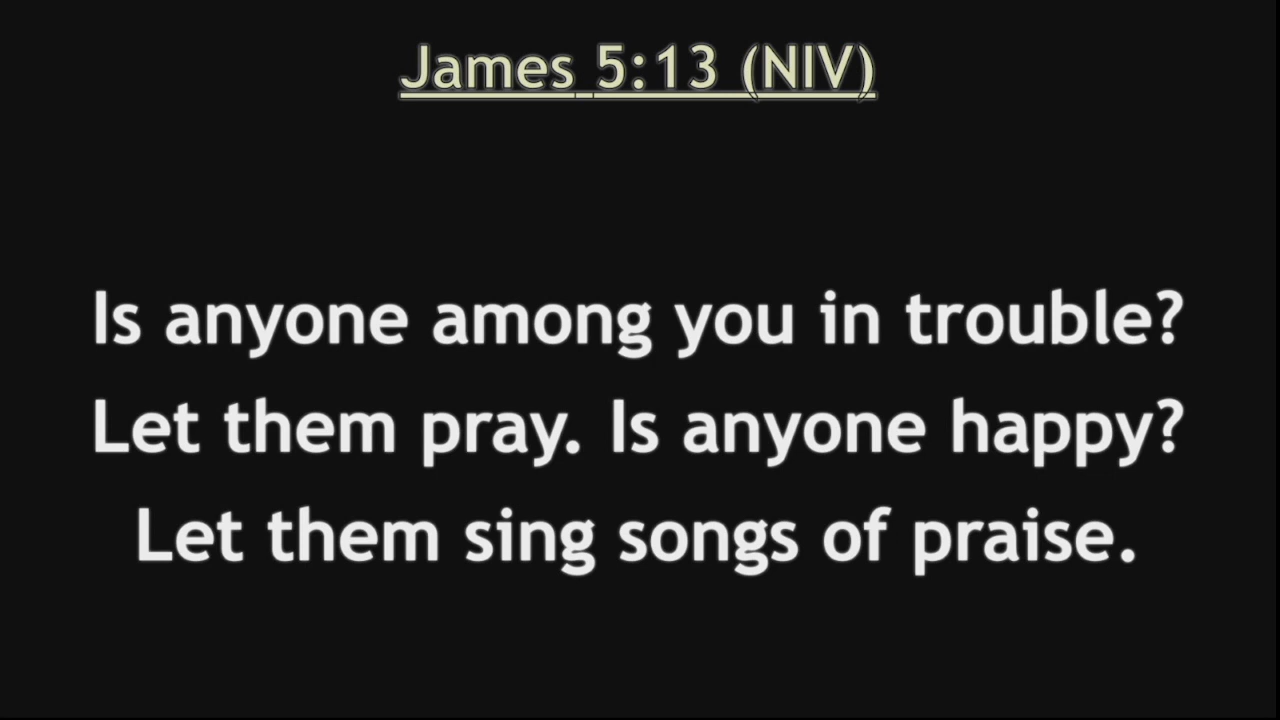 James 5:13 (NIV)
Is anyone among you in trouble?
Let them pray. Is anyone happy?
Let them sing songs of praise.